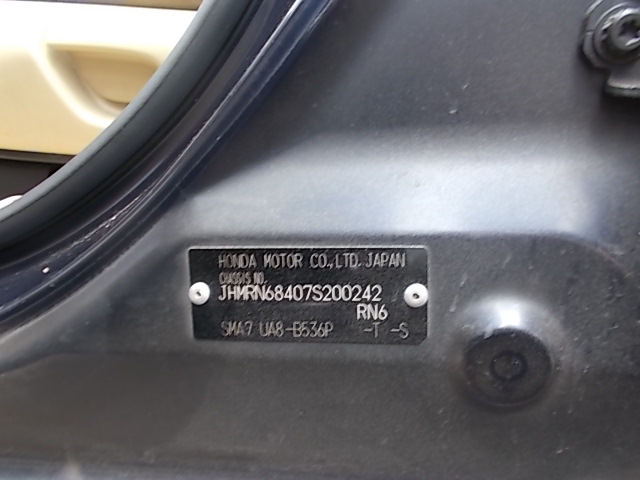 HONDA MOTOR CO., LTD. JAPAN
CHASSIS NO.
JHMRN68407S200242
RN6
SMA7 UA8-B536P -T -S